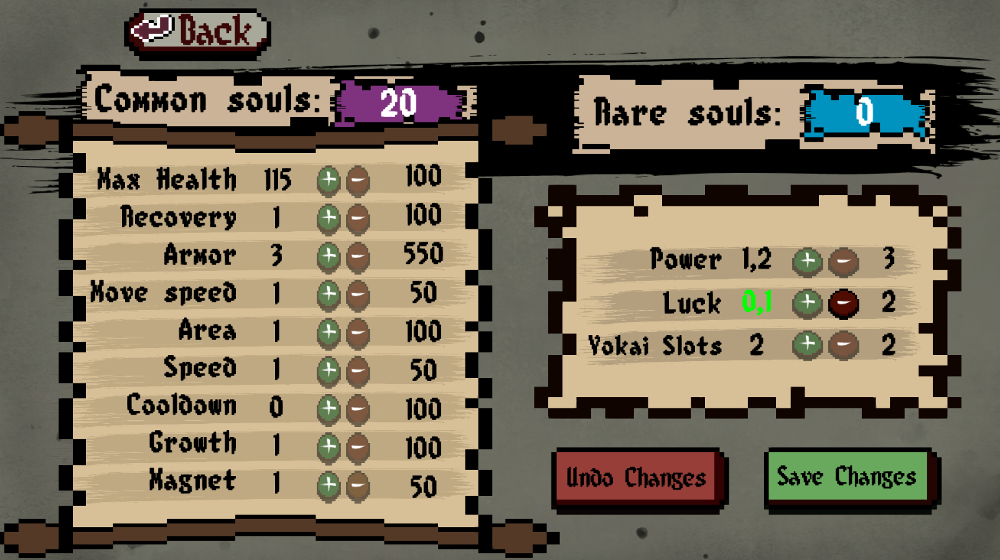 Back
Common souls: 20
Rare souls: 0
Max Health 115 + - 100
Recovery 1 + - 100
Armor 3 + - 550
Move speed 1 + - 50
Area 1 + - 100
Speed 1 + - 50
Cooldown 0 + - 100
Growth 1 + - 100
Magnet 1 + - 50
Power 1,2 + - 3
Luck 0,1 + - 2
Yokai Slots 2 + - 2
Undo Changes
Save Changes